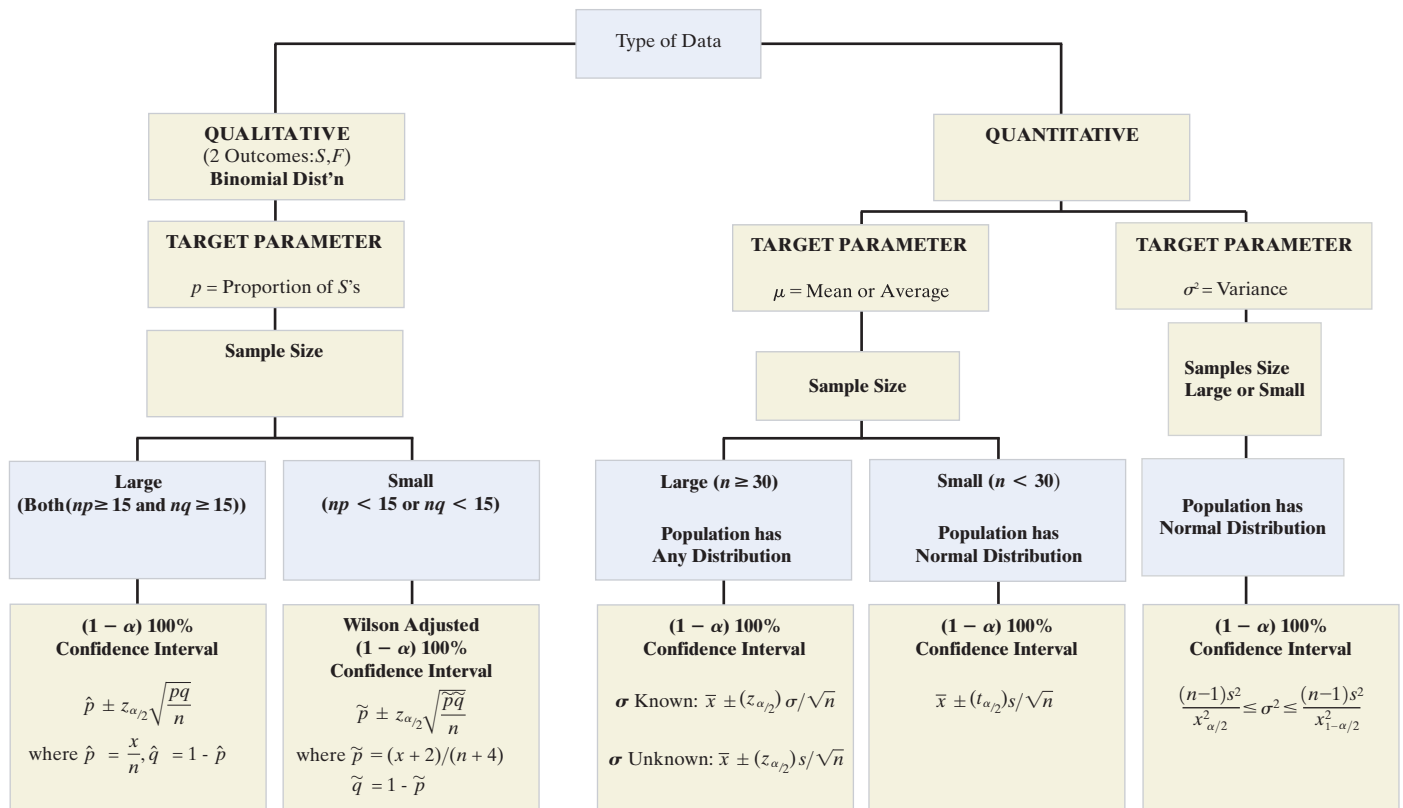 Type of Data
QUALITATIVE
(2 Outcomes:S,F)
Binomial Dist'n
QUANTITATIVE
TARGET PARAMETER
p = Proportion of S's
TARGET PARAMETER
μ = Mean or Average
TARGET PARAMETER
σ² = Variance
Sample Size
Sample Size
Samples Size
Large or Small
Large
(Both(np ≥ 15 and nq ≥ 15))
Small
(np < 15 or nq < 15)
Large (n ≥ 30)
Population has
Any Distribution
Small (n < 30)
Population has
Normal Distribution
Population has
Normal Distribution
(1 − α) 100%
Confidence Interval
p̂ ± z_{α/2}√(pq/n)
where p̂ = x/n, q̂ = 1 - p̂
Wilson Adjusted
(1 − α) 100%
Confidence Interval
p̃ ± z_{α/2}√(p̃q̃/n)
where p̃ = (x + 2)/(n + 4)
q̃ = 1 - p̃
(1 − α) 100%
Confidence Interval
σ Known: x̄ ± (z_{α/2}) σ/√n
σ Unknown: x̄ ± (z_{α/2}) s/√n
(1 − α) 100%
Confidence Interval
x̄ ± (t_{α/2}) s/√n
(1 − α) 100%
Confidence Interval
(n−1)s²/x²_{α/2} ≤ σ² ≤ (n−1)s²/x²_{1−α/2}